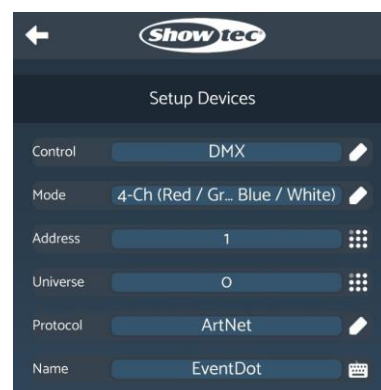 Showtec
Setup Devices
Control DMX
Mode 4-Ch (Red / Gr... Blue / White)
Address 1
Universe 0
Protocol ArtNet
Name EventDot